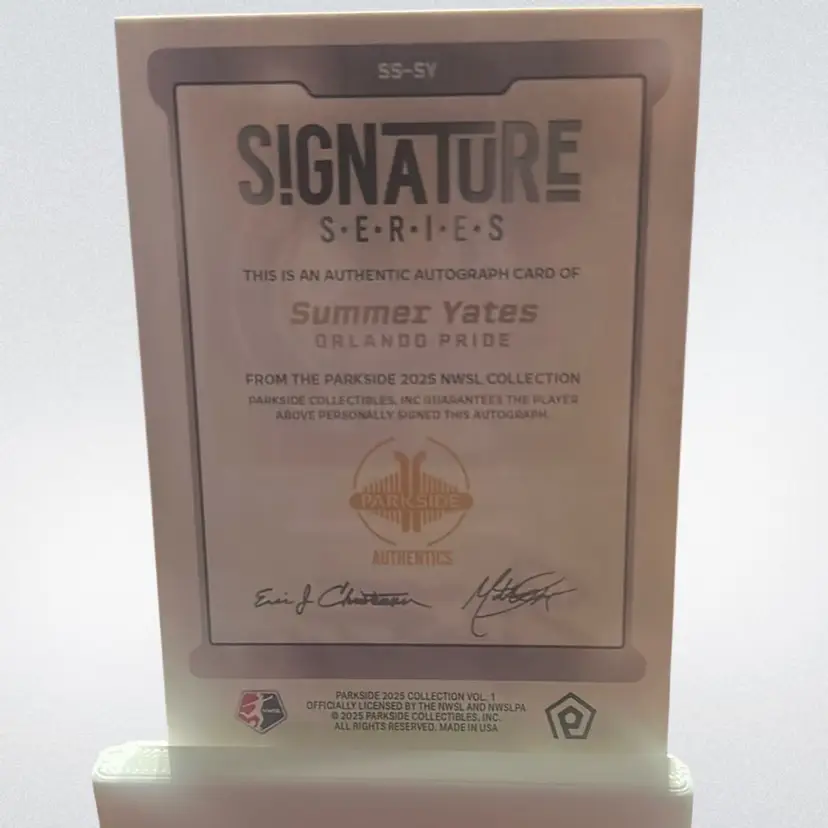 SS-SY
SIGNATURE
S·E·R·I·E·S
THIS IS AN AUTHENTIC AUTOGRAPH CARD OF
Summer Yates
ORLANDO PRIDE
FROM THE PARKSIDE 2025 NWSL COLLECTION
PARKSIDE COLLECTIBLES, INC GUARANTEES THE PLAYER
ABOVE PERSONALLY SIGNED THIS AUTOGRAPH.
PARKSIDE
AUTHENTICS
Eric J.
PARKSIDE 2025 COLLECTION VOL. 1
OFFICIALLY LICENSED BY THE NWSL AND NWSLPA
© 2025 PARKSIDE COLLECTIBLES, INC.
ALL RIGHTS RESERVED. MADE IN USA
NWSL